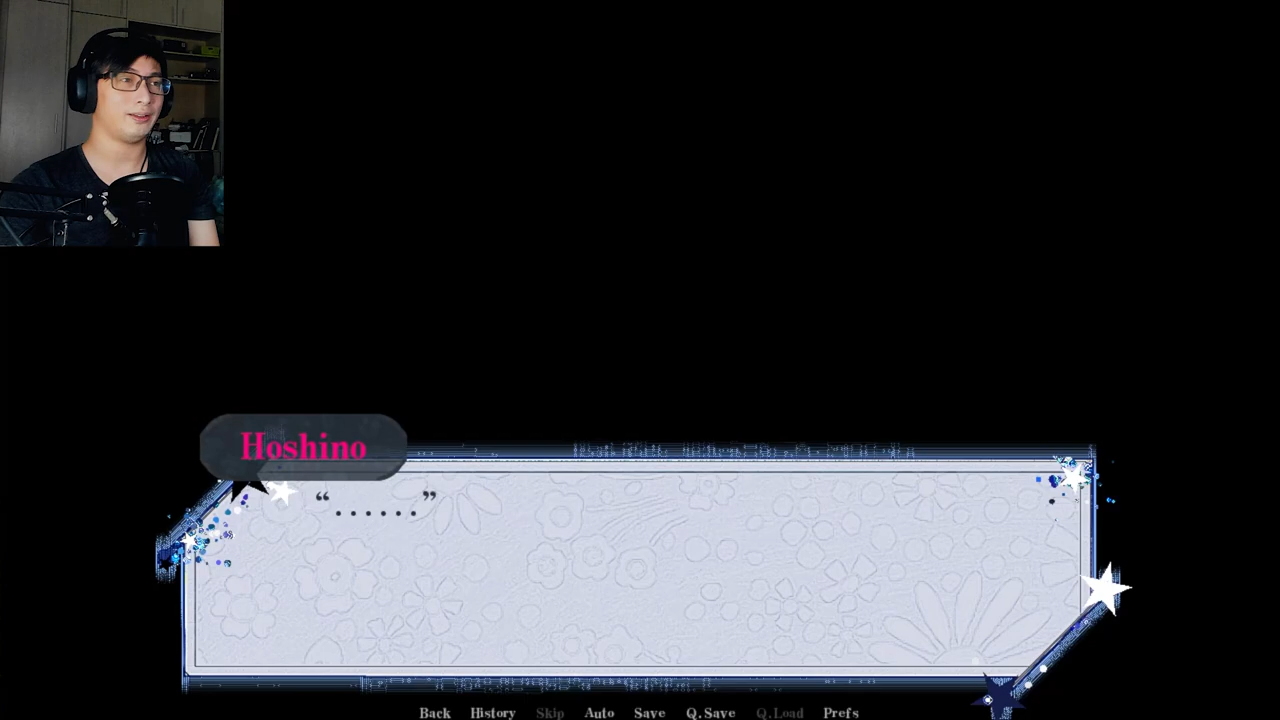 Hoshino
“......”
Back History Skip Auto Save Q.Save Q.Load Prefs